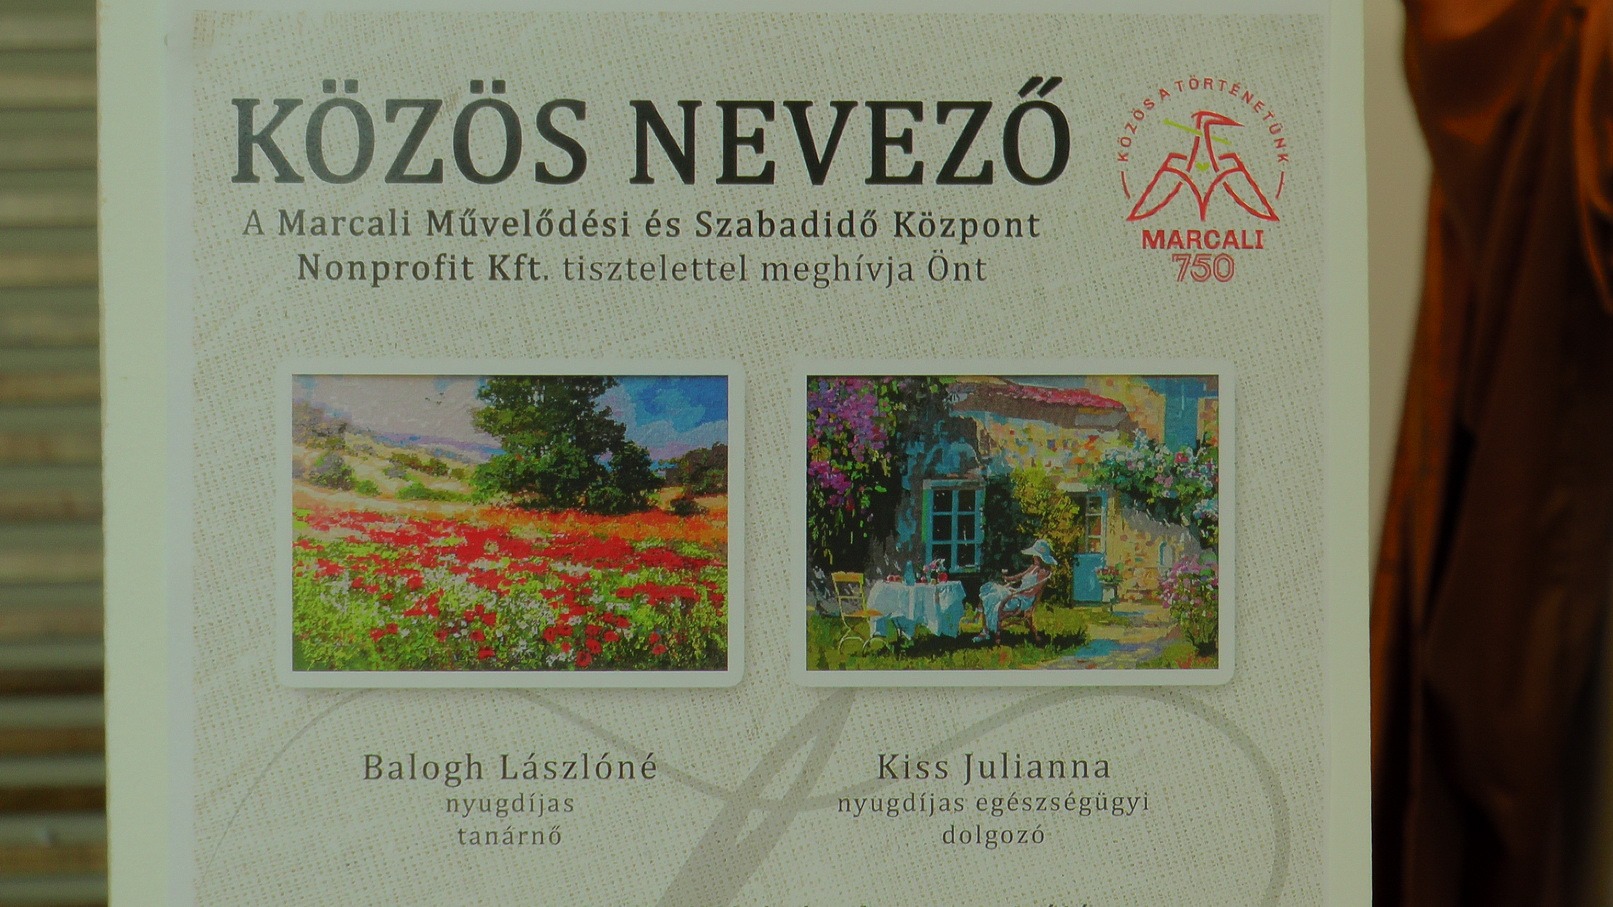 KÖZÖS NEVEZŐ
KÖZÖS A TÖRTÉNETÜNK
A Marcali Művelődési és Szabadidő Központ
Nonprofit Kft. tisztelettel meghívja Önt
MARCALI
750
Balogh Lászlóné
nyugdíjas
tanárnő
Kiss Julianna
nyugdíjas egészségügyi
dolgozó